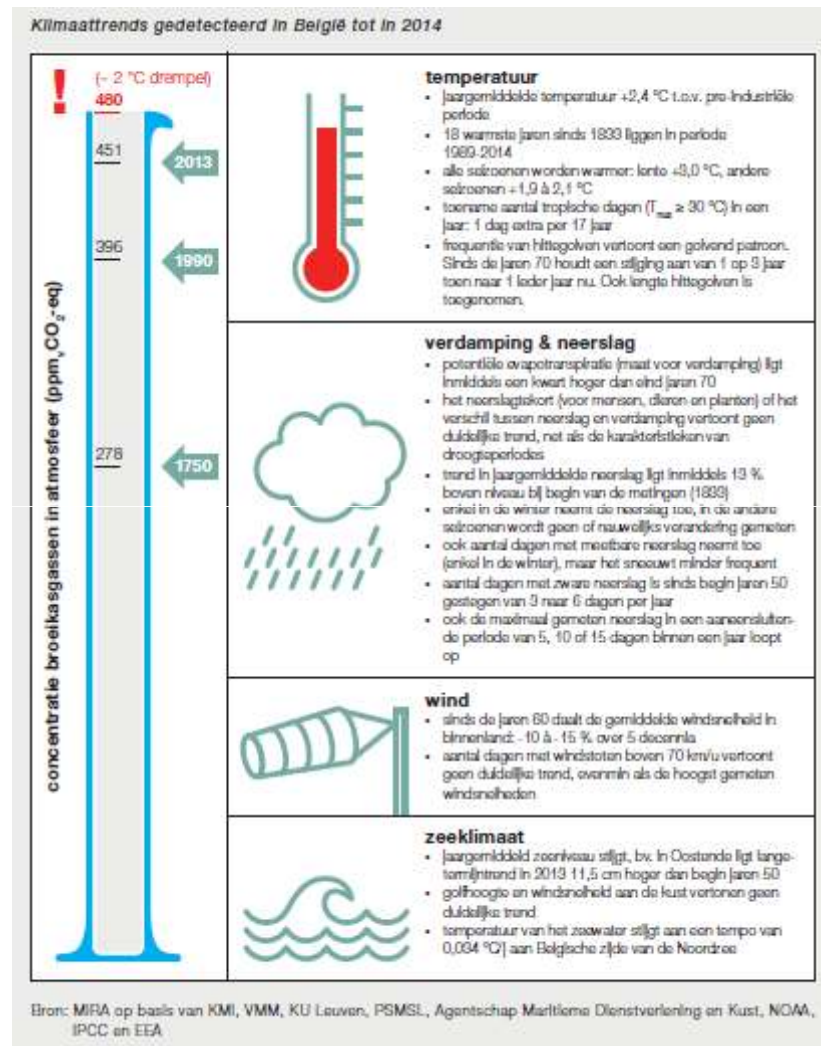 Klimaattrends gedetecteerd in België tot in 2014
(~ 2 °C drempel)
480
451
2013
396
1990
278
1750
concentratie broeikasgassen in atmosfeer (ppmvCO2-eq)
temperatuur
• jaargemiddelde temperatuur +2,4 °C t.o.v. pre-industriële
periode
• 18 warmste jaren sinds 1833 liggen in periode
1989-2014
• alle seizoenen worden warmer: lente +3,0 °C, andere
seizoenen +1,9 à 2,1 °C
• toename aantal tropische dagen (Tmax ≥ 30 °C) in een
jaar: 1 dag extra per 17 jaar
• frequentie van hittegolven vertoont een golvend patroon.
Sinds de jaren 70 houdt een stijging aan van 1 op 3 jaar
toen naar 1 ieder jaar nu. Ook lengte hittegolven is
toegenomen.
verdamping & neerslag
• potentiële evapotranspiratie (maat voor verdamping) ligt
inmiddels een kwart hoger dan eind jaren 70
• het neerslagtekort (voor mensen, dieren en planten) of het
verschil tussen neerslag en verdamping vertoont geen
duidelijke trend, net als de karakteristieken van
droogteperiodes
• trend in jaargemiddelde neerslag ligt inmiddels 13 %
boven niveau bij begin van de metingen (1833)
• enkel in de winter neemt de neerslag toe, in de andere
seizoenen wordt geen of nauwelijks verandering gemeten
• ook aantal dagen met meetbare neerslag neemt toe
(enkel in de winter), maar het sneeuwt minder frequent
• aantal dagen met zware neerslag is sinds begin jaren 50
gestegen van 3 naar 6 dagen per jaar
• ook de maximaal gemeten neerslag in een aaneensluiten-
de periode van 5, 10 of 15 dagen binnen een jaar loopt
op
wind
• sinds de jaren 60 daalt de gemiddelde windsnelheid in
binnenland: -10 à -15 % over 5 decennia
• aantal dagen met windstoten boven 70 km/u vertoont
geen duidelijke trend, evenmin als de hoogst gemeten
windsnelheden
zeeklimaat
• jaargemiddeld zeeniveau stijgt, bv. in Oostende ligt lange-
termijntrend in 2013 11,5 cm hoger dan begin jaren 50
• golfhoogte en windsnelheid aan de kust vertonen geen
duidelijke trend
• temperatuur van het zeewater stijgt aan een tempo van
0,034 °C/j aan Belgische zijde van de Noordzee
Bron: MIRA op basis van KMI, VMM, KU Leuven, PSMSL, Agentschap Maritieme Dienstverlening en Kust, NOAA,
IPCC en EEA